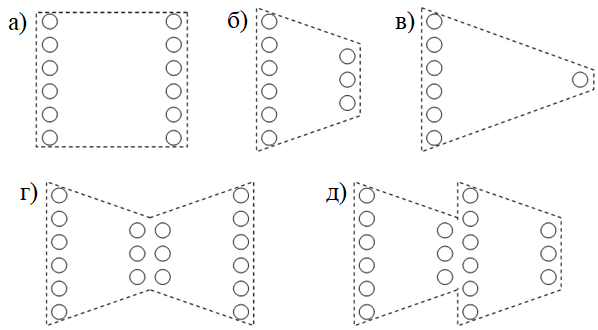 а) б) в)
г) д)